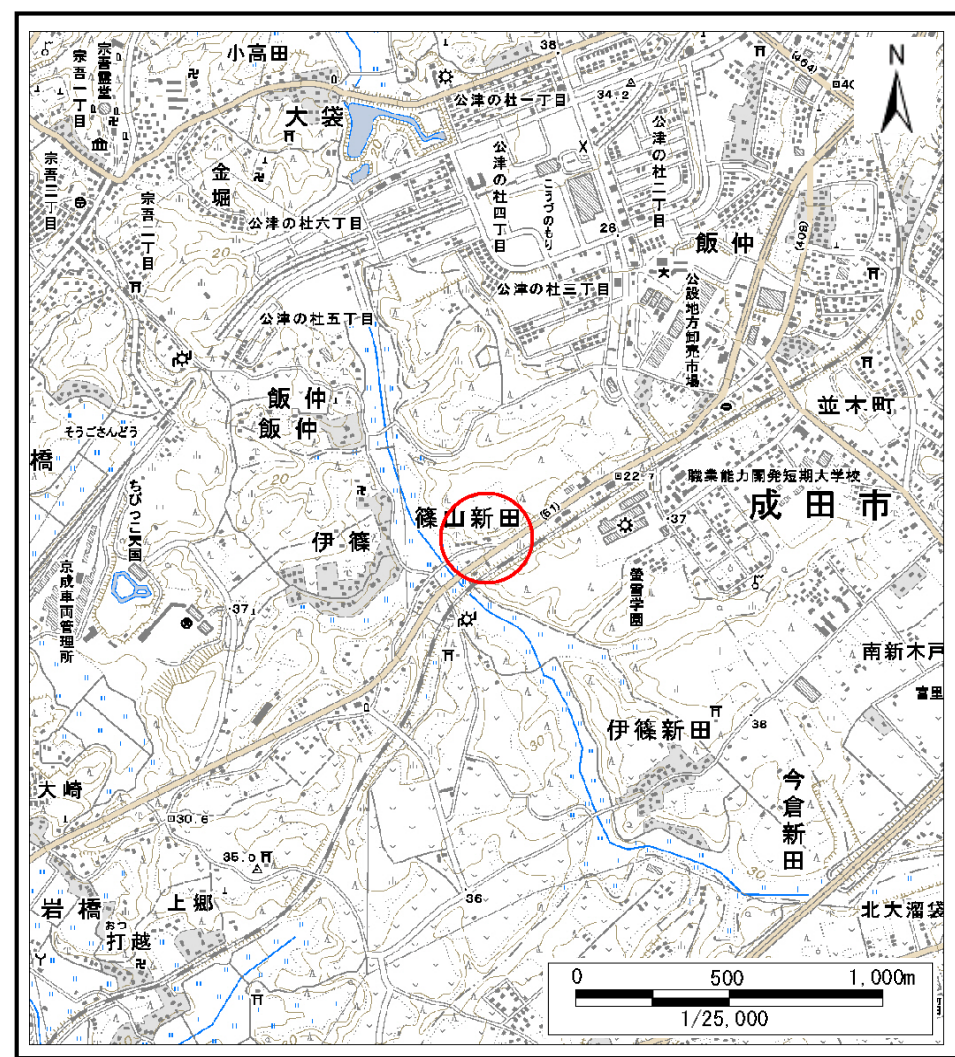 小高田
宗吾霊堂
宗吾一丁目
大袋
38
公津の杜一丁目
34.2
(464)
N
宗吾三丁目
金堀
宗吾二丁目
公津の杜六丁目
公津の杜四丁目
こうづのもり
公津の杜二丁目
26
飯仲
(408)
40
20
公津の杜三丁目
公津の杜五丁目
公設地方卸売市場
飯仲
飯仲
並木町
そうごさんどう
橋
ちびっこ天国
22.7
職業能力開発短期大学校
成田市
(61)
篠山新田
37
伊篠
京成車両管理所
37
螢雪学園
南新木戸
富里
伊篠新田
36
30
今倉新田
大崎
30.6
35.0
30
36
上郷
岩橋
おつ
打越
北大溜袋
0 500 1,000m
1/25,000